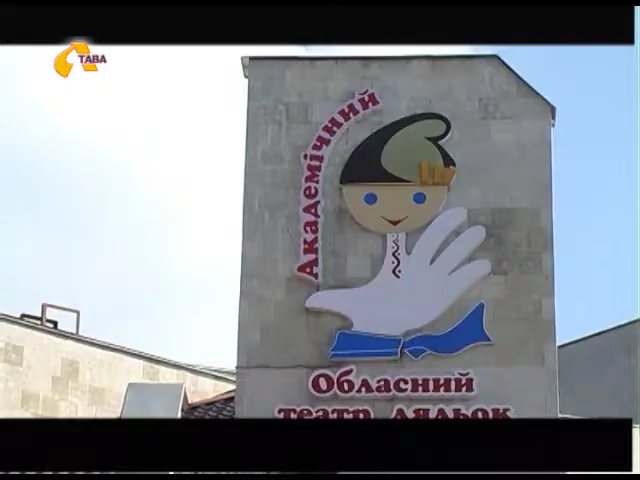 ТАВА
Академічний
Обласний
театр ляльок